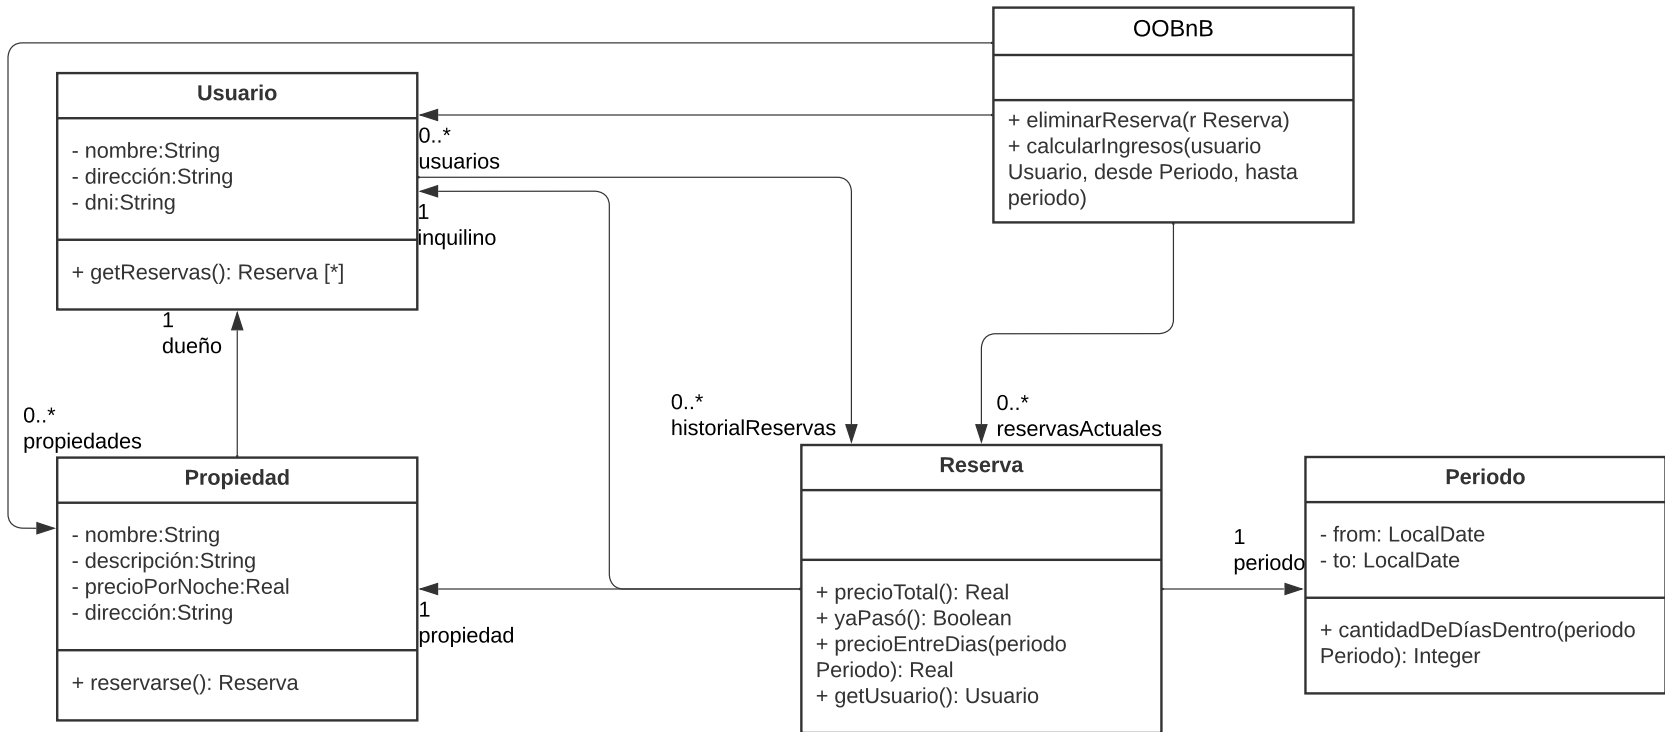 OOBnB
+ eliminarReserva(r Reserva)
+ calcularIngresos(usuario
Usuario, desde Periodo, hasta
periodo)
Usuario
- nombre:String
- dirección:String
- dni:String
+ getReservas(): Reserva [*]
0..*
usuarios
1
inquilino
1
dueño
0..*
propiedades
0..*
historialReservas
0..*
reservasActuales
Propiedad
- nombre:String
- descripción:String
- precioPorNoche:Real
- dirección:String
+ reservarse(): Reserva
1
propiedad
Reserva
+ precioTotal(): Real
+ yaPasó(): Boolean
+ precioEntreDias(periodo
Periodo): Real
+ getUsuario(): Usuario
1
periodo
Periodo
- from: LocalDate
- to: LocalDate
+ cantidadDeDíasDentro(periodo
Periodo): Integer